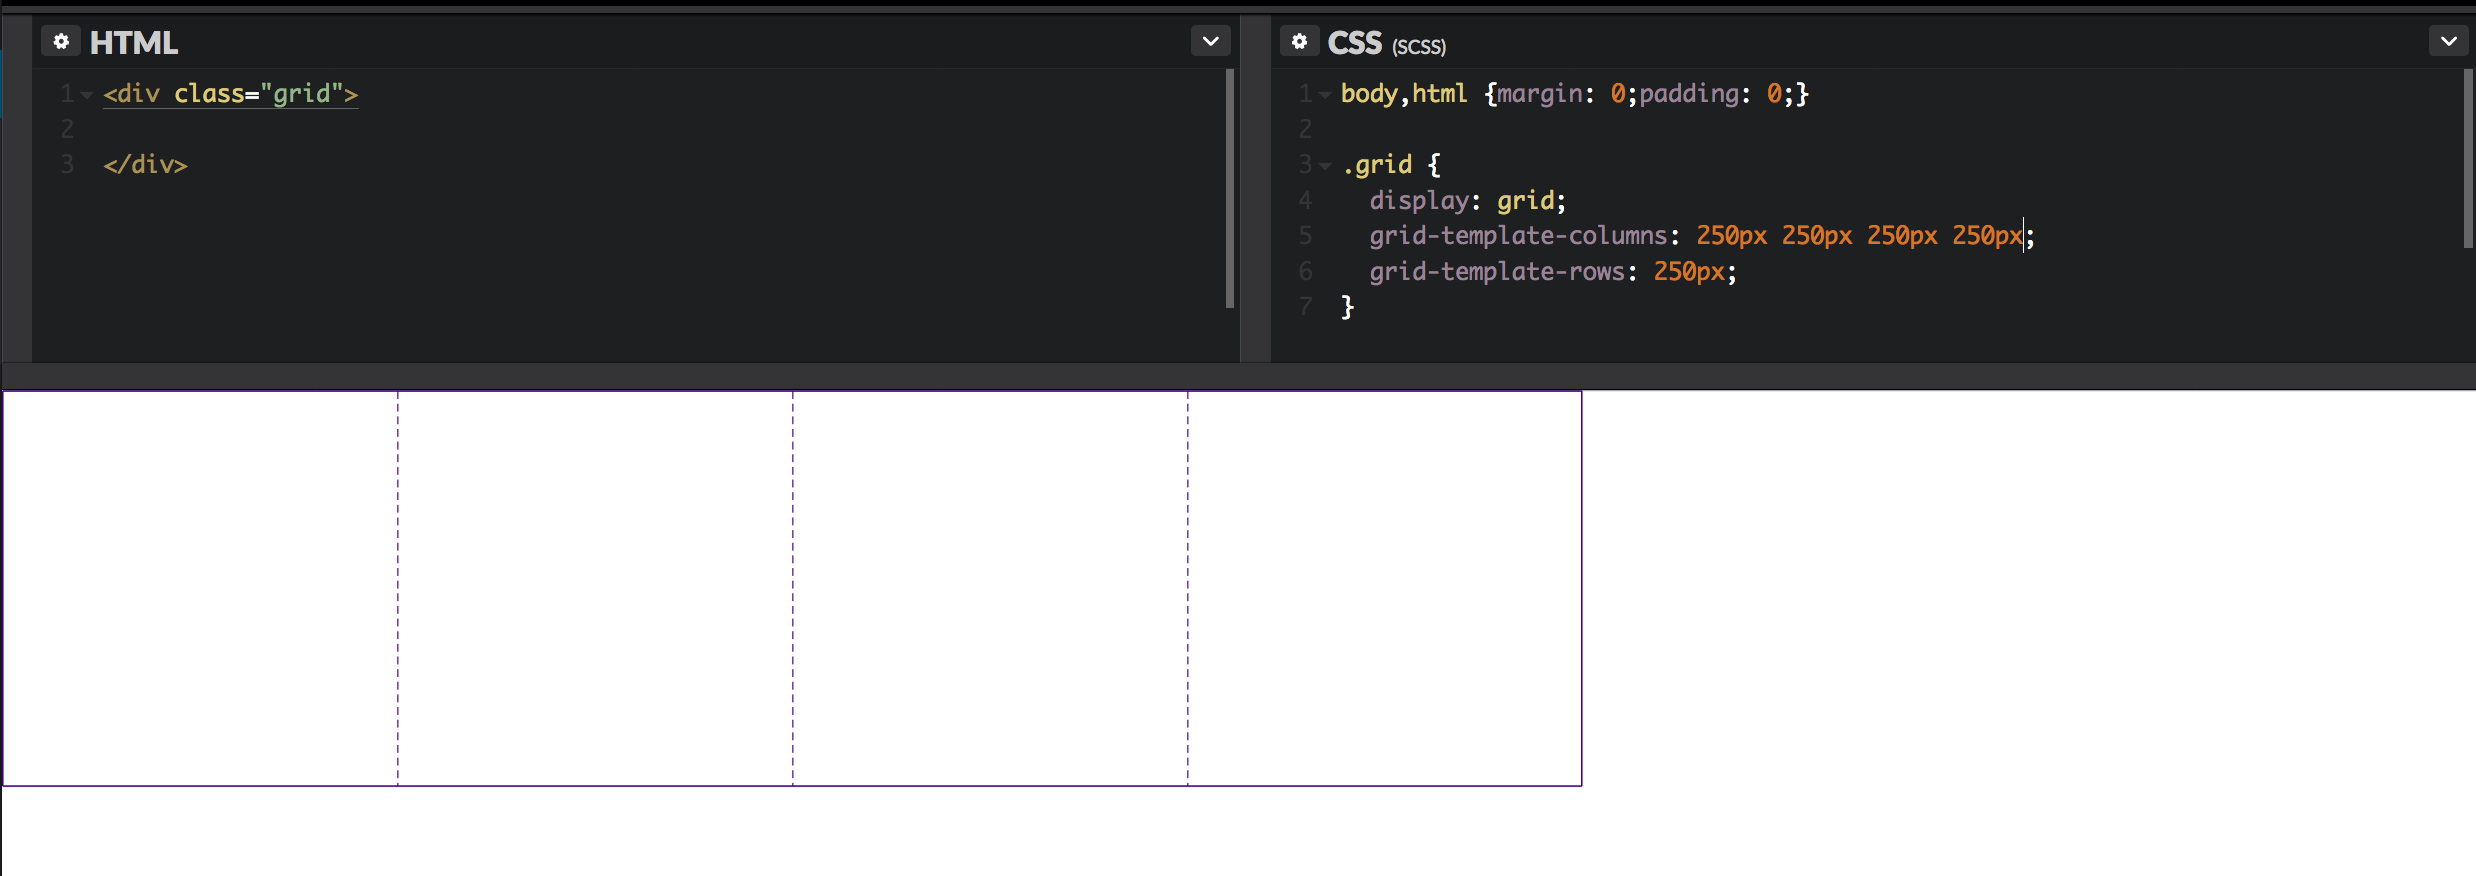 HTML
1 <div class="grid">
2
3 </div>
CSS (SCSS)
1 body,html {margin: 0;padding: 0;}
2
3 .grid {
4 display: grid;
5 grid-template-columns: 250px 250px 250px 250px;
6 grid-template-rows: 250px;
7 }